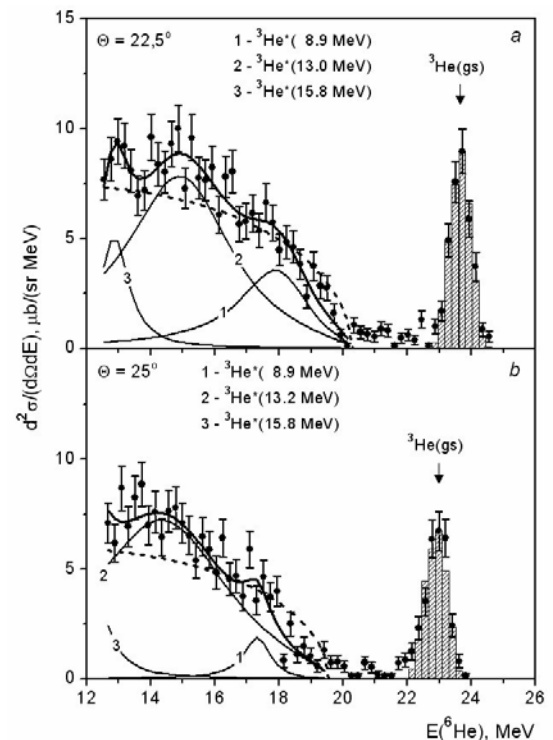 15
10
5
0
10
5
0
d²σ/(dΩdE), μb/(sr MeV)
Θ = 22,5°
1 - ³He*( 8.9 MeV)
2 - ³He*(13.0 MeV)
3 - ³He*(15.8 MeV)
a
³He(gs)
3
2
1
Θ = 25°
1 - ³He*( 8.9 MeV)
2 - ³He*(13.2 MeV)
3 - ³He*(15.8 MeV)
b
³He(gs)
2
3
1
12 14 16 18 20 22 24 26
E(⁶He), MeV